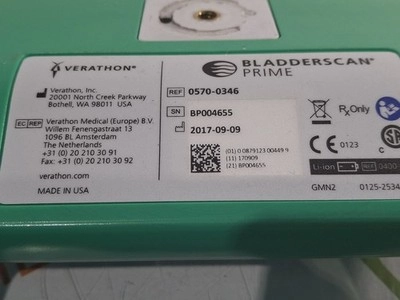 VERATHON®
BLADDERSCAN®
PRIME
Verathon, Inc.
20001 North Creek Parkway
Bothell, WA 98011 USA
EC REP Verathon Medical (Europe) B.V.
Willem Fenengastraat 13
1096 BL Amsterdam
The Netherlands
+31 (0) 20 210 30 91
Fax: +31 (0) 20 210 30 92
verathon.com
MADE IN USA
REF 0570-0346
SN BP004655
2017-09-09
(11) 170909
(21) BP004655
Rx Only
CE 0123
C
Li-ion REF 0400
GMN2 0125-2534